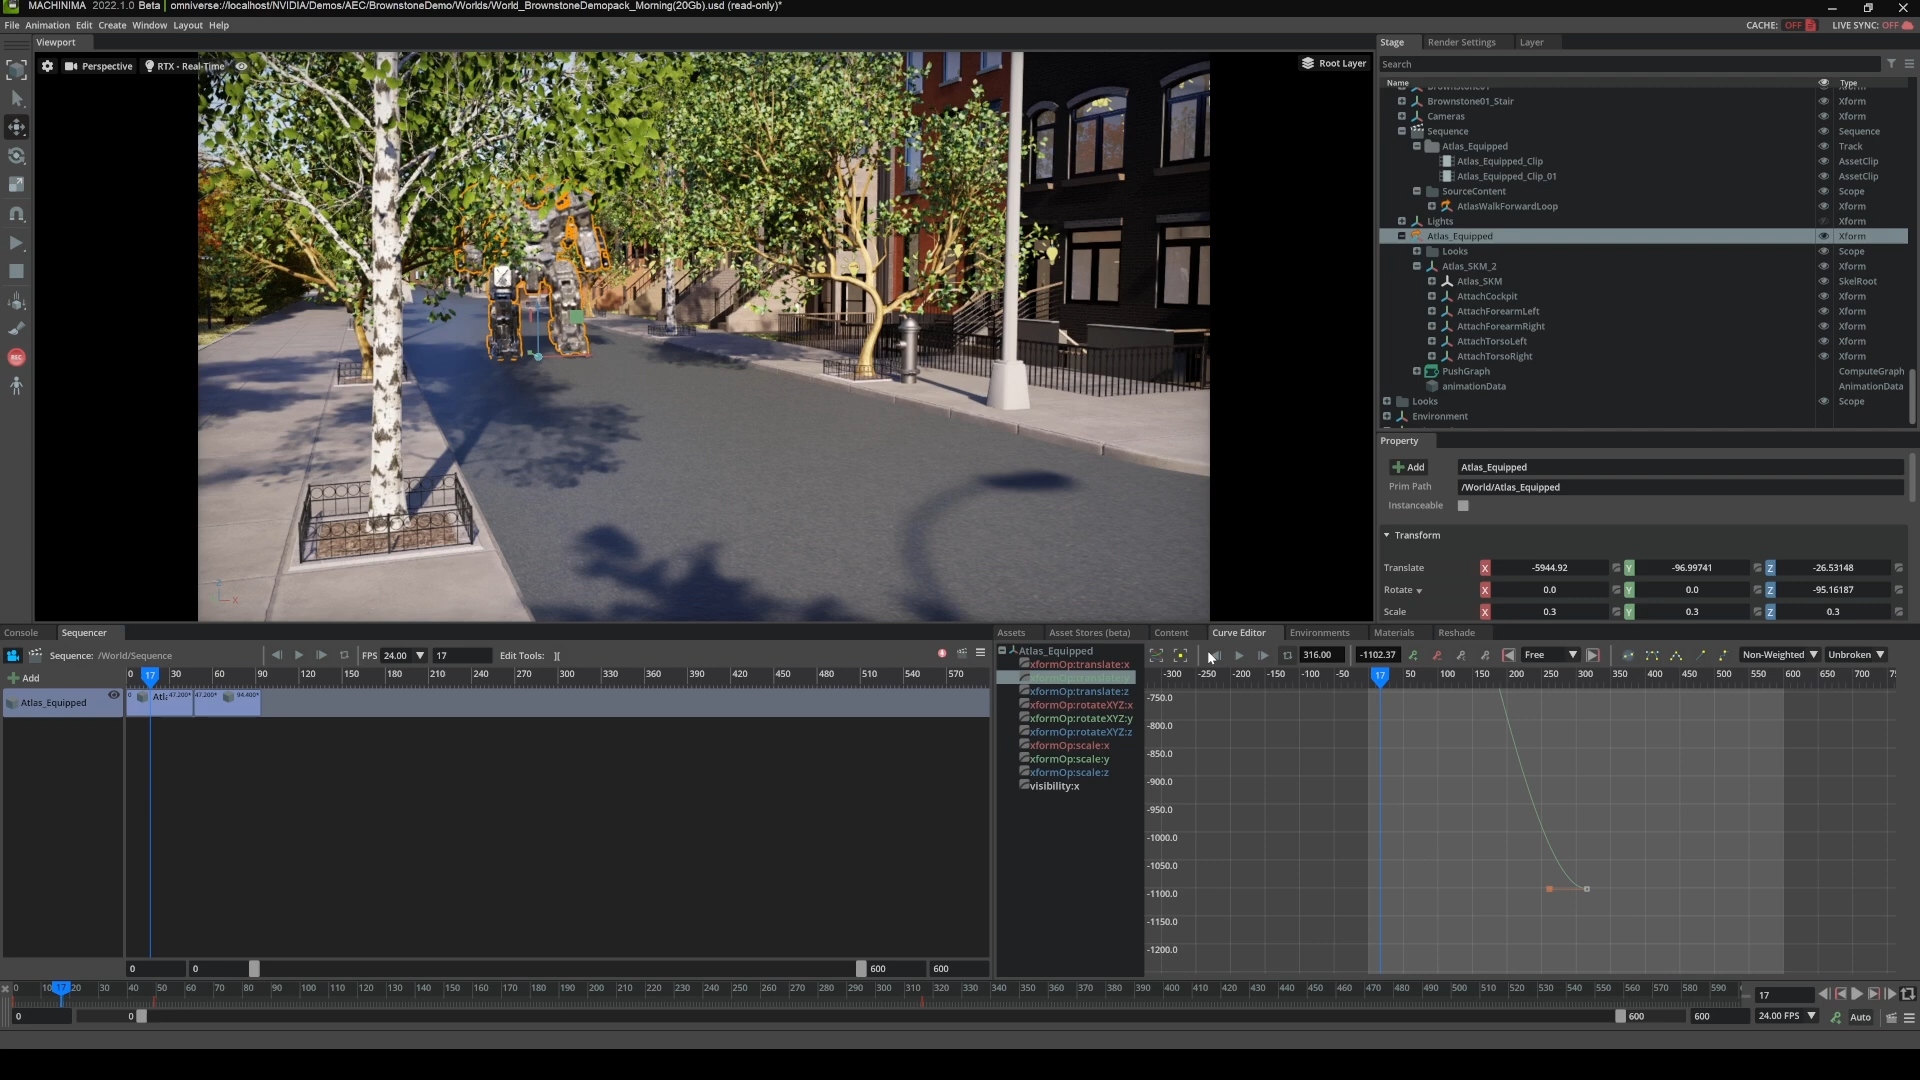 MACHINIMA 2022.1.0 Beta | omniverse://localhost/NVIDIA/Demos/AEC/BrownstoneDemo/Worlds/World_BrownstoneDemopack_Morning(20Gb).usd (read-only)*
File Animation Edit Create Window Layout Help
CACHE: OFF LIVE SYNC: OFF
Viewport
Perspective RTX - Real-Time
Root Layer
Stage Render Settings Layer
Search
Name Type
Brownstone01_Stair Xform
Cameras Xform
Sequence Sequence
Atlas_Equipped Track
Atlas_Equipped_Clip AssetClip
Atlas_Equipped_Clip_01 AssetClip
SourceContent Scope
AtlasWalkForwardLoop Xform
Lights Xform
Atlas_Equipped Xform
Looks Scope
Atlas_SKM_2 Xform
Atlas_SKM SkelRoot
AttachCockpit Xform
AttachForearmLeft Xform
AttachForearmRight Xform
AttachTorsoLeft Xform
AttachTorsoRight Xform
PushGraph ComputeGraph
animationData AnimationData
Looks Scope
Environment Xform
Property
Add Atlas_Equipped
Prim Path /World/Atlas_Equipped
Instanceable
Transform
Translate X -5944.92 Y -96.99741 Z -26.53148
Rotate X 0.0 Y 0.0 Z -95.16187
Scale X 0.3 Y 0.3 Z 0.3
Console Sequencer
Sequence: /World/Sequence FPS 24.00 17 Edit Tools: ][
Add
0 17 30 60 90 120 150 180 210 240 270 300 330 360 390 420 450 480 510 540 570
Atlas_Equipped
0 Atl: 47.200* 47.200* 94.400*
0 0 600 600
Assets Asset Stores (beta) Content Curve Editor Environments Materials Reshade
Atlas_Equipped
xformOp:translate:x
xformOp:translate:y
xformOp:translate:z
xformOp:rotateXYZ:x
xformOp:rotateXYZ:y
xformOp:rotateXYZ:z
xformOp:scale:x
xformOp:scale:y
xformOp:scale:z
visibility:x
316.00 -1102.37 Free Non-Weighted Unbroken
-300 -250 -200 -150 -100 -50 17 50 100 150 200 250 300 350 400 450 500 550 600 650 700
-750.0
-800.0
-850.0
-900.0
-950.0
-1000.0
-1050.0
-1100.0
-1150.0
-1200.0
0 10 17 20 30 40 50 60 70 80 90 100 110 120 130 140 150 160 170 180 190 200 210 220 230 240 250 260 270 280 290 300 310 320 330 340 350 360 370 380 390 400 410 420 430 440 450 460 470 480 490 500 510 520 530 540 550 560 570 580 590
17
0 0 600 600 24.00 FPS Auto